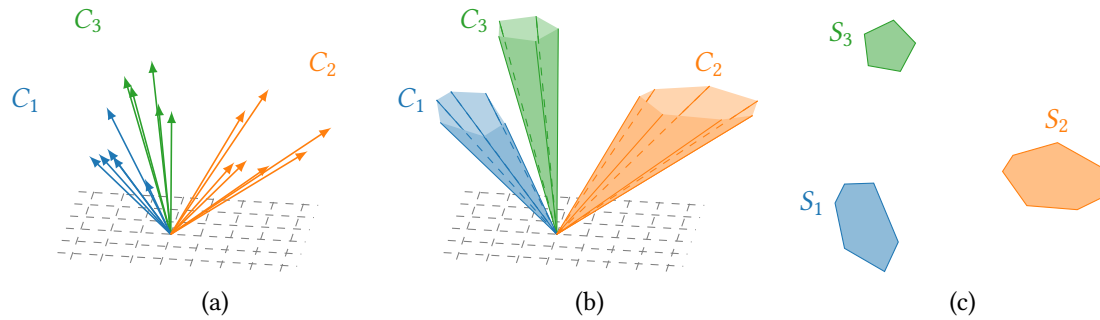 C₃
C₁
C₂
(a)
C₃
C₁
C₂
(b)
S₃
S₂
S₁
(c)